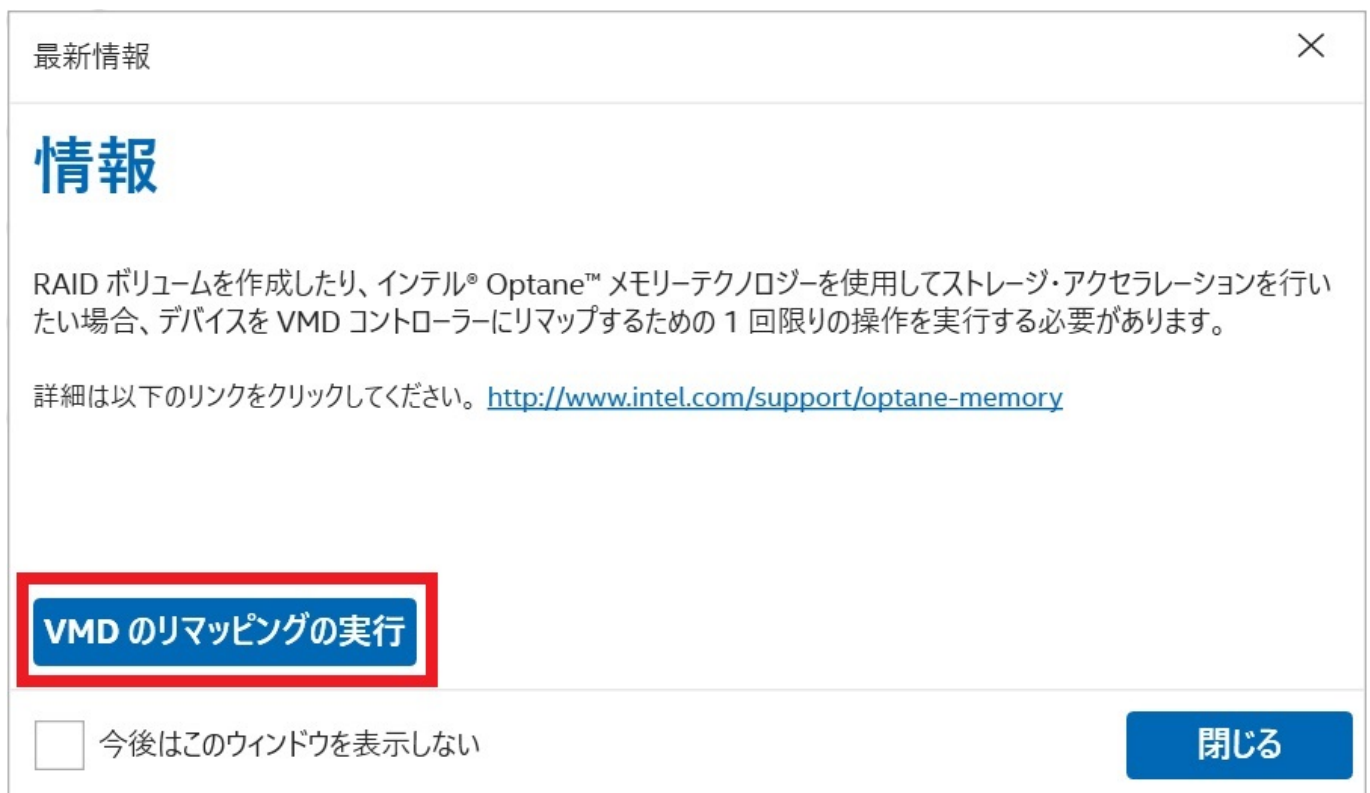 最新情報
情報
RAID ボリュームを作成したり、インテル® Optane™ メモリーテクノロジーを使用してストレージ・アクセラレーションを行い
たい場合、デバイスを VMD コントローラーにリマップするための 1 回限りの操作を実行する必要があります。
詳細は以下のリンクをクリックしてください。 http://www.intel.com/support/optane-memory
VMD のリマッピングの実行
今後はこのウィンドウを表示しない
閉じる